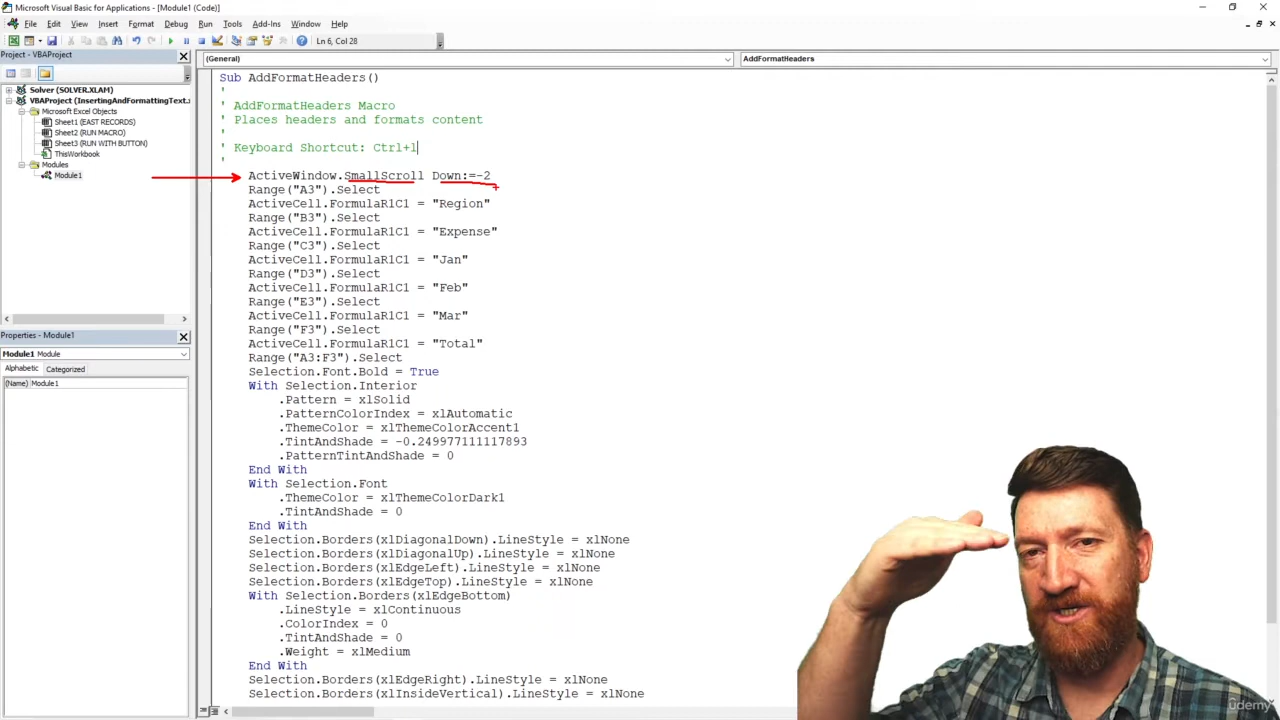 Microsoft Visual Basic for Applications - [Module1 (Code)]
File Edit View Insert Format Debug Run Tools Add-Ins Window Help
Ln 6, Col 28
Project - VBAProject
(General)
AddFormatHeaders
Solver (SOLVER.XLAM)
VBAProject (InsertingAndFormattingText.x
Microsoft Excel Objects
Sheet1 (EAST RECORDS)
Sheet2 (RUN MACRO)
Sheet3 (RUN WITH BUTTON)
ThisWorkbook
Modules
Module1
Properties - Module1
Module1 Module
Alphabetic Categorized
(Name) Module1
Sub AddFormatHeaders()
'
' AddFormatHeaders Macro
' Places headers and formats content
'
' Keyboard Shortcut: Ctrl+l
'
ActiveWindow.SmallScroll Down:=-2
Range("A3").Select
ActiveCell.FormulaR1C1 = "Region"
Range("B3").Select
ActiveCell.FormulaR1C1 = "Expense"
Range("C3").Select
ActiveCell.FormulaR1C1 = "Jan"
Range("D3").Select
ActiveCell.FormulaR1C1 = "Feb"
Range("E3").Select
ActiveCell.FormulaR1C1 = "Mar"
Range("F3").Select
ActiveCell.FormulaR1C1 = "Total"
Range("A3:F3").Select
Selection.Font.Bold = True
With Selection.Interior
.Pattern = xlSolid
.PatternColorIndex = xlAutomatic
.ThemeColor = xlThemeColorAccent1
.TintAndShade = -0.249977111117893
.PatternTintAndShade = 0
End With
With Selection.Font
.ThemeColor = xlThemeColorDark1
.TintAndShade = 0
End With
Selection.Borders(xlDiagonalDown).LineStyle = xlNone
Selection.Borders(xlDiagonalUp).LineStyle = xlNone
Selection.Borders(xlEdgeLeft).LineStyle = xlNone
Selection.Borders(xlEdgeTop).LineStyle = xlNone
With Selection.Borders(xlEdgeBottom)
.LineStyle = xlContinuous
.ColorIndex = 0
.TintAndShade = 0
.Weight = xlMedium
End With
Selection.Borders(xlEdgeRight).LineStyle = xlNone
Selection.Borders(xlInsideVertical).LineStyle = xlNone
udemy